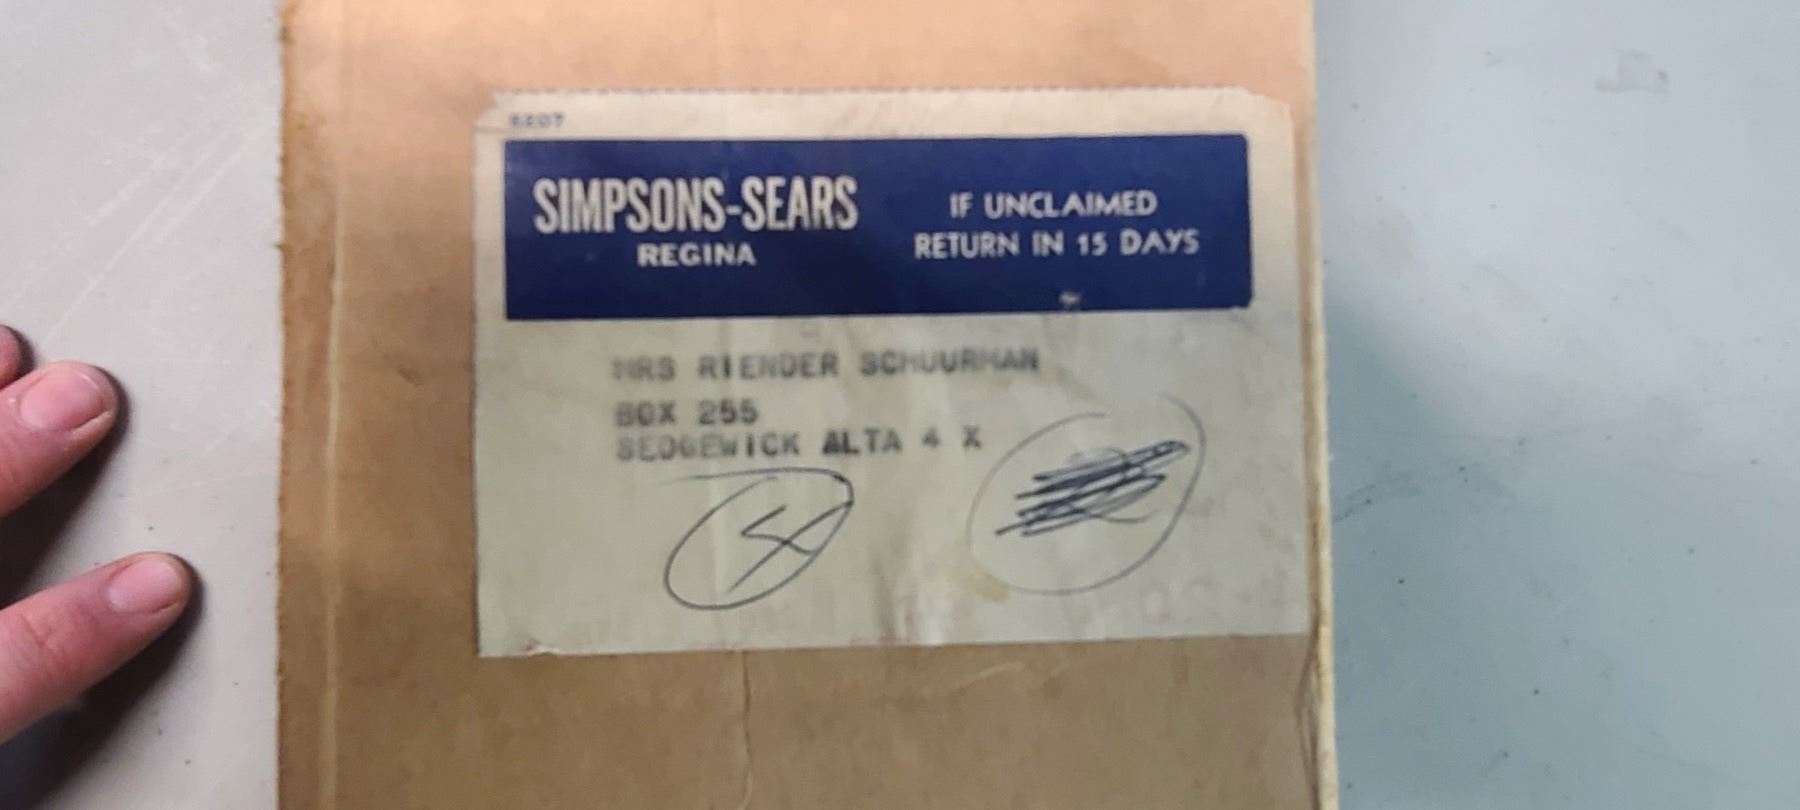 SIMPSONS-SEARS
REGINA
IF UNCLAIMED
RETURN IN 15 DAYS
MRS RIENDER SCHUURMAN
BOX 255
SEDGEWICK ALTA 4 X